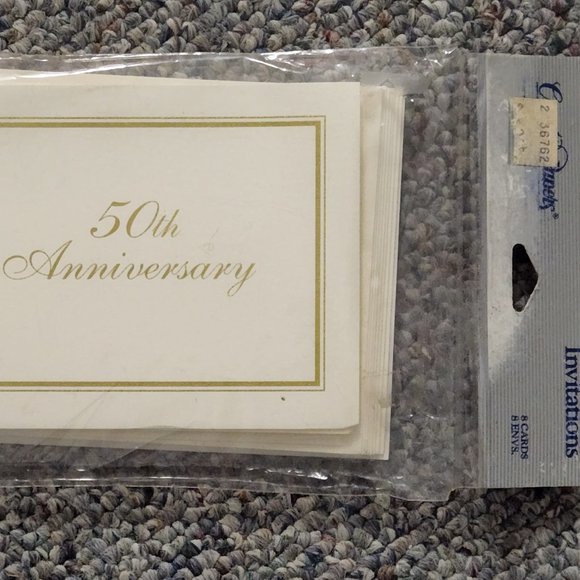 50th
Anniversary
2 36762
Invitations
8 CARDS
8 ENVS.